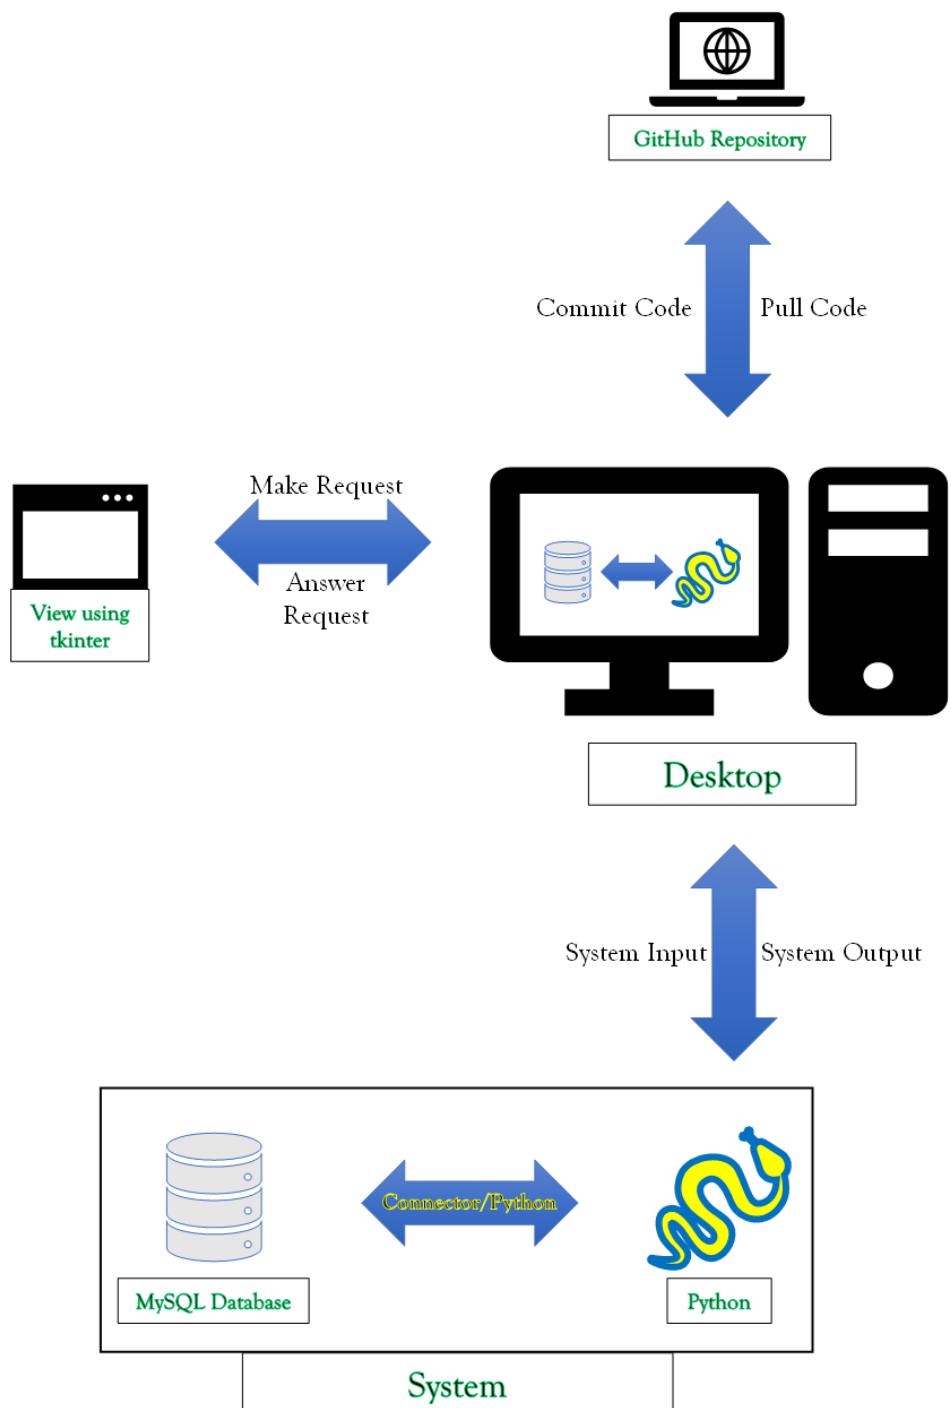 GitHub Repository
Commit Code
Pull Code
Make Request
Answer
Request
View using
tkinter
Desktop
System Input
System Output
Connector/Python
MySQL Database
Python
System